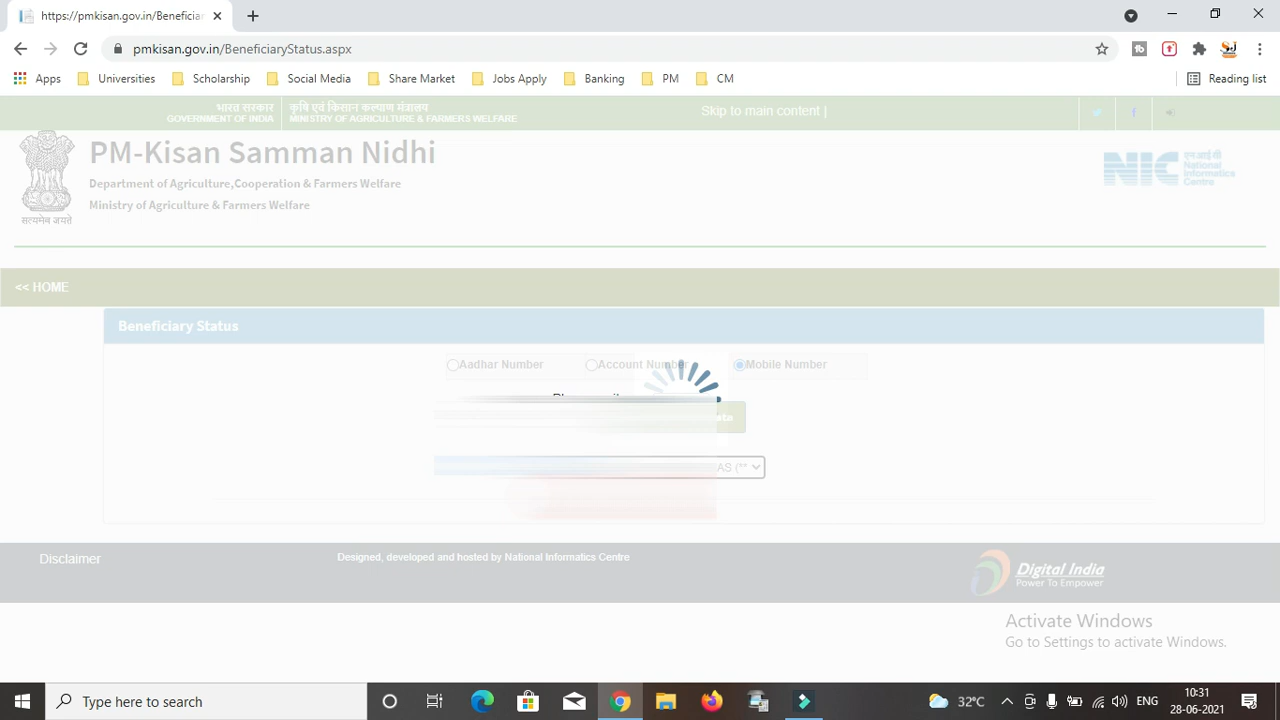 https://pmkisan.gov.in/Beneficiar
pmkisan.gov.in/BeneficiaryStatus.aspx
Apps Universities Scholarship Social Media Share Market Jobs Apply Banking PM CM Reading list
भारत सरकार कृषि एवं किसान कल्याण मंत्रालय Skip to main content |
GOVERNMENT OF INDIA MINISTRY OF AGRICULTURE & FARMERS WELFARE
PM-Kisan Samman Nidhi
Department of Agriculture,Cooperation & Farmers Welfare
Ministry of Agriculture & Farmers Welfare
सत्यमेव जयते
NIC एन आई सी
National
Informatics
Centre
<< HOME
Beneficiary Status
Aadhar Number Account Number Mobile Number
AS (**
Disclaimer Designed, developed and hosted by National Informatics Centre
Digital India
Power To Empower
Activate Windows
Go to Settings to activate Windows.
Type here to search
32°C ENG 10:31
28-06-2021